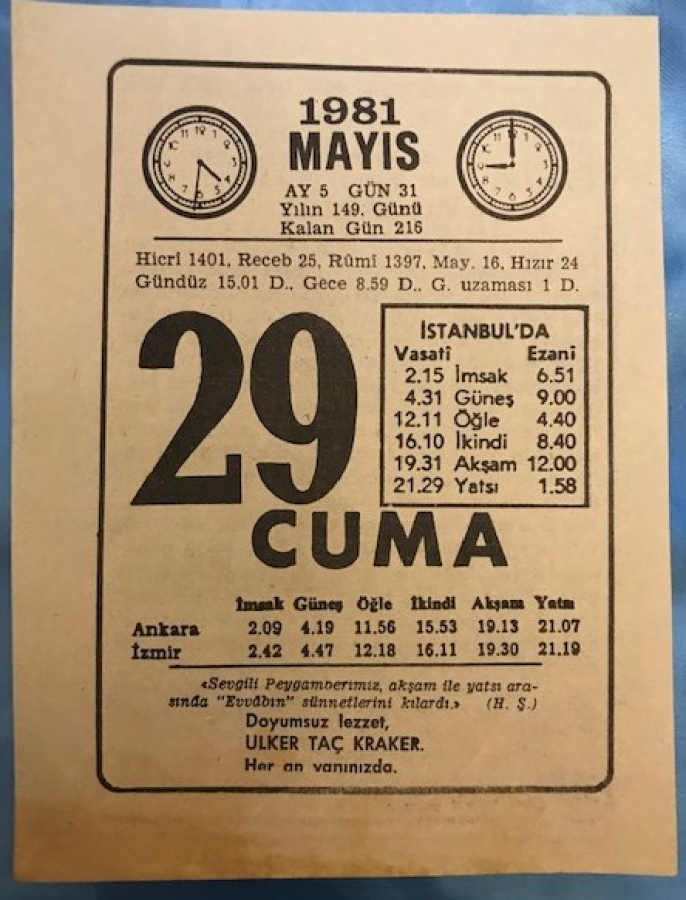 1981
MAYIS
AY 5 GÜN 31
Yılın 149. Günü
Kalan Gün 216
Hicrî 1401, Receb 25, Rûmî 1397, May. 16, Hızır 24
Gündüz 15.01 D., Gece 8.59 D., G. uzaması 1 D.
29
CUMA
İSTANBUL'DA
Vasatî Ezanî
2.15 İmsak 6.51
4.31 Güneş 9.00
12.11 Öğle 4.40
16.10 İkindi 8.40
19.31 Akşam 12.00
21.29 Yatsı 1.58
İmsak Güneş Öğle İkindi Akşam Yatsı
Ankara 2.09 4.19 11.56 15.53 19.13 21.07
İzmir 2.42 4.47 12.18 16.11 19.30 21.19
«Sevgili Peygamberimiz, akşam ile yatsı ara-
sında "Evvâbîn" sünnetlerini kılardı.» (H. Ş.)
Doyumsuz lezzet,
ULKER TAÇ KRAKER.
Her an yanınızda.